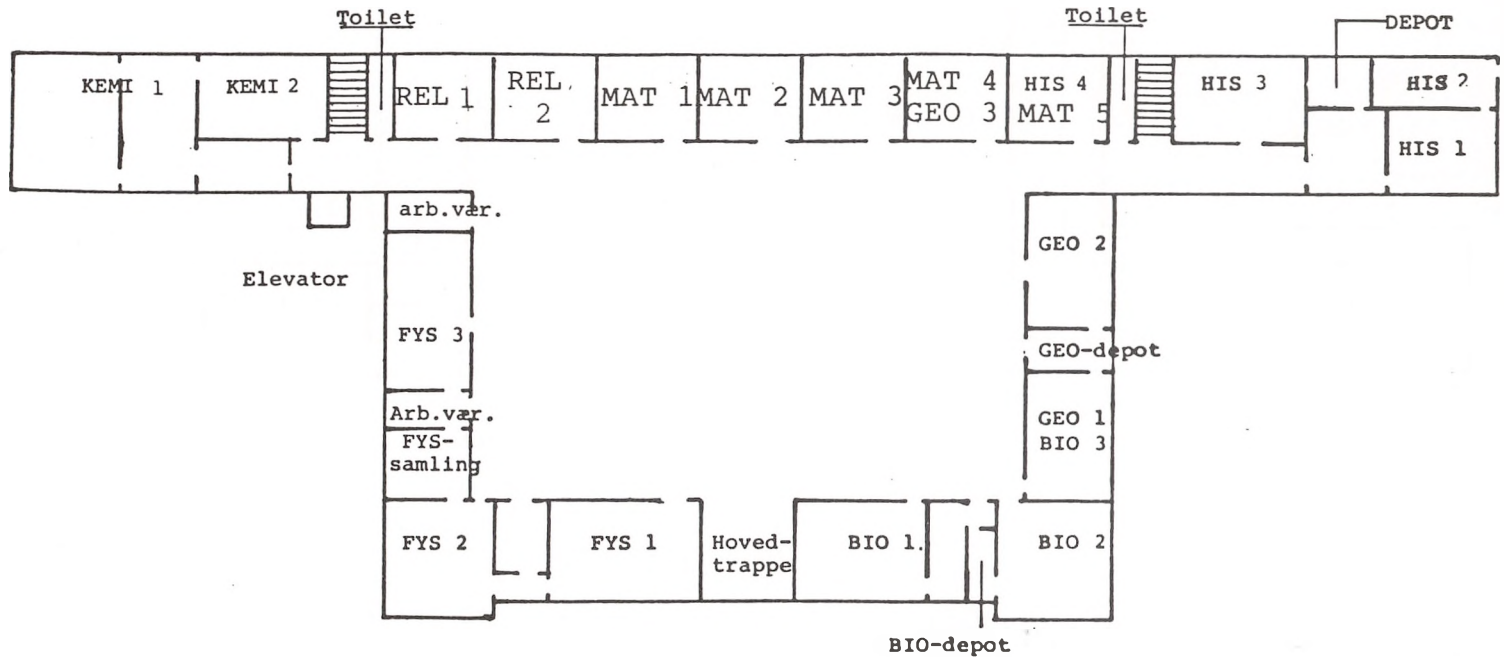 Toilet
Toilet
DEPOT
KEMI 1
KEMI 2
REL 1
REL.
2
MAT 1
MAT 2
MAT 3
MAT 4
GEO 3
HIS 4
MAT 5
HIS 3
HIS 2
HIS 1
arb.vær.
Elevator
GEO 2
FYS 3
GEO-depot
Arb.vær.
FYS-
samling
GEO 1
BIO 3
FYS 2
FYS 1
Hoved-
trappe
BIO 1.
BIO 2
BIO-depot